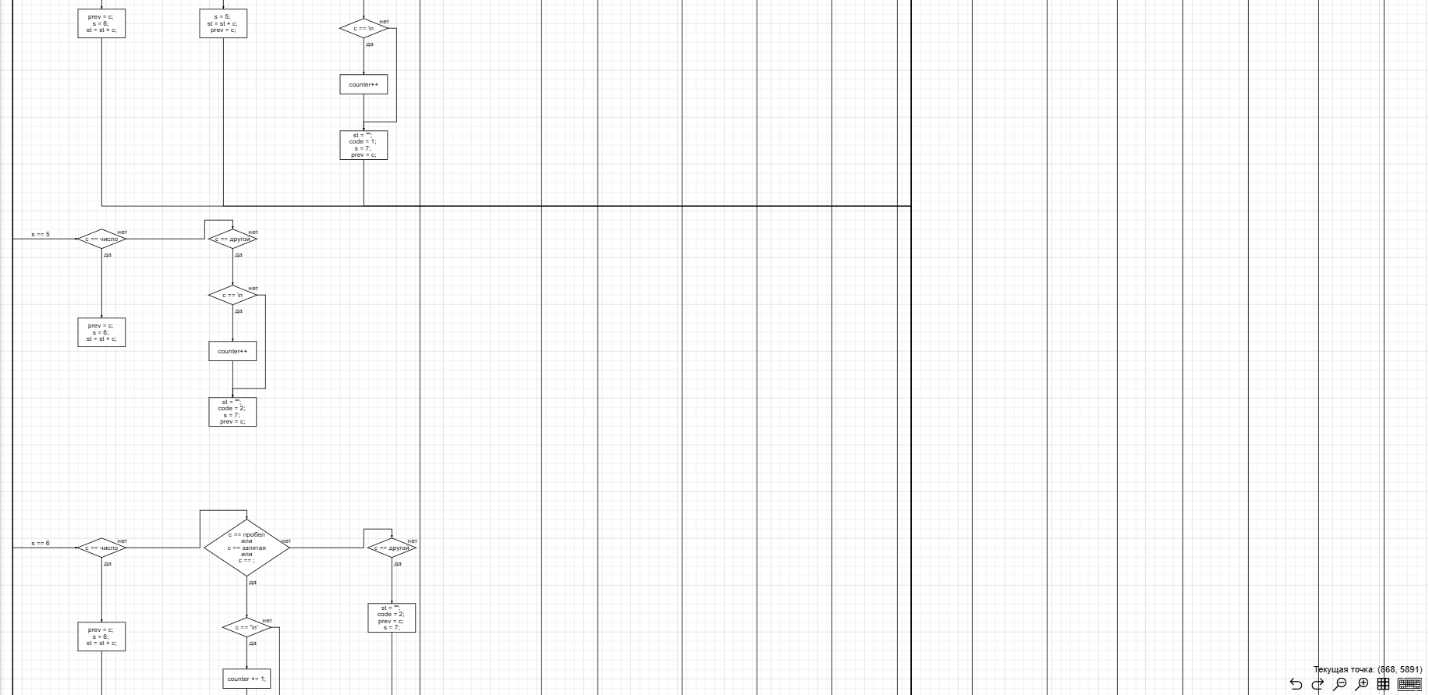 prev = c;
s = 6;
st = st + c;
s = 5;
st = st + c;
prev = c;
c == '\n
нет
да
counter++
st = "";
code = 1;
s = 7;
prev = c;
s == 5
c == число
нет
да
c == другой
нет
да
c == '\n
нет
да
prev = c;
s = 6;
st = st + c;
counter++
st = "";
code = 2;
s = 7;
prev = c;
s == 6
c == число
нет
да
c == пробел
или
c == запятая
или
c == ;
нет
да
c == другой
нет
да
st = "";
code = 2;
prev = c;
s = 7;
c == '\n'
нет
да
prev = c;
s = 6;
st = st + c;
counter += 1;
Текущая точка: (868, 5891)